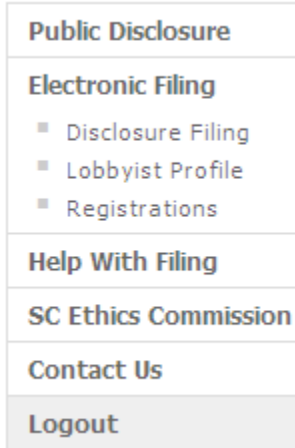 Public Disclosure
Electronic Filing
Disclosure Filing
Lobbyist Profile
Registrations
Help With Filing
SC Ethics Commission
Contact Us
Logout